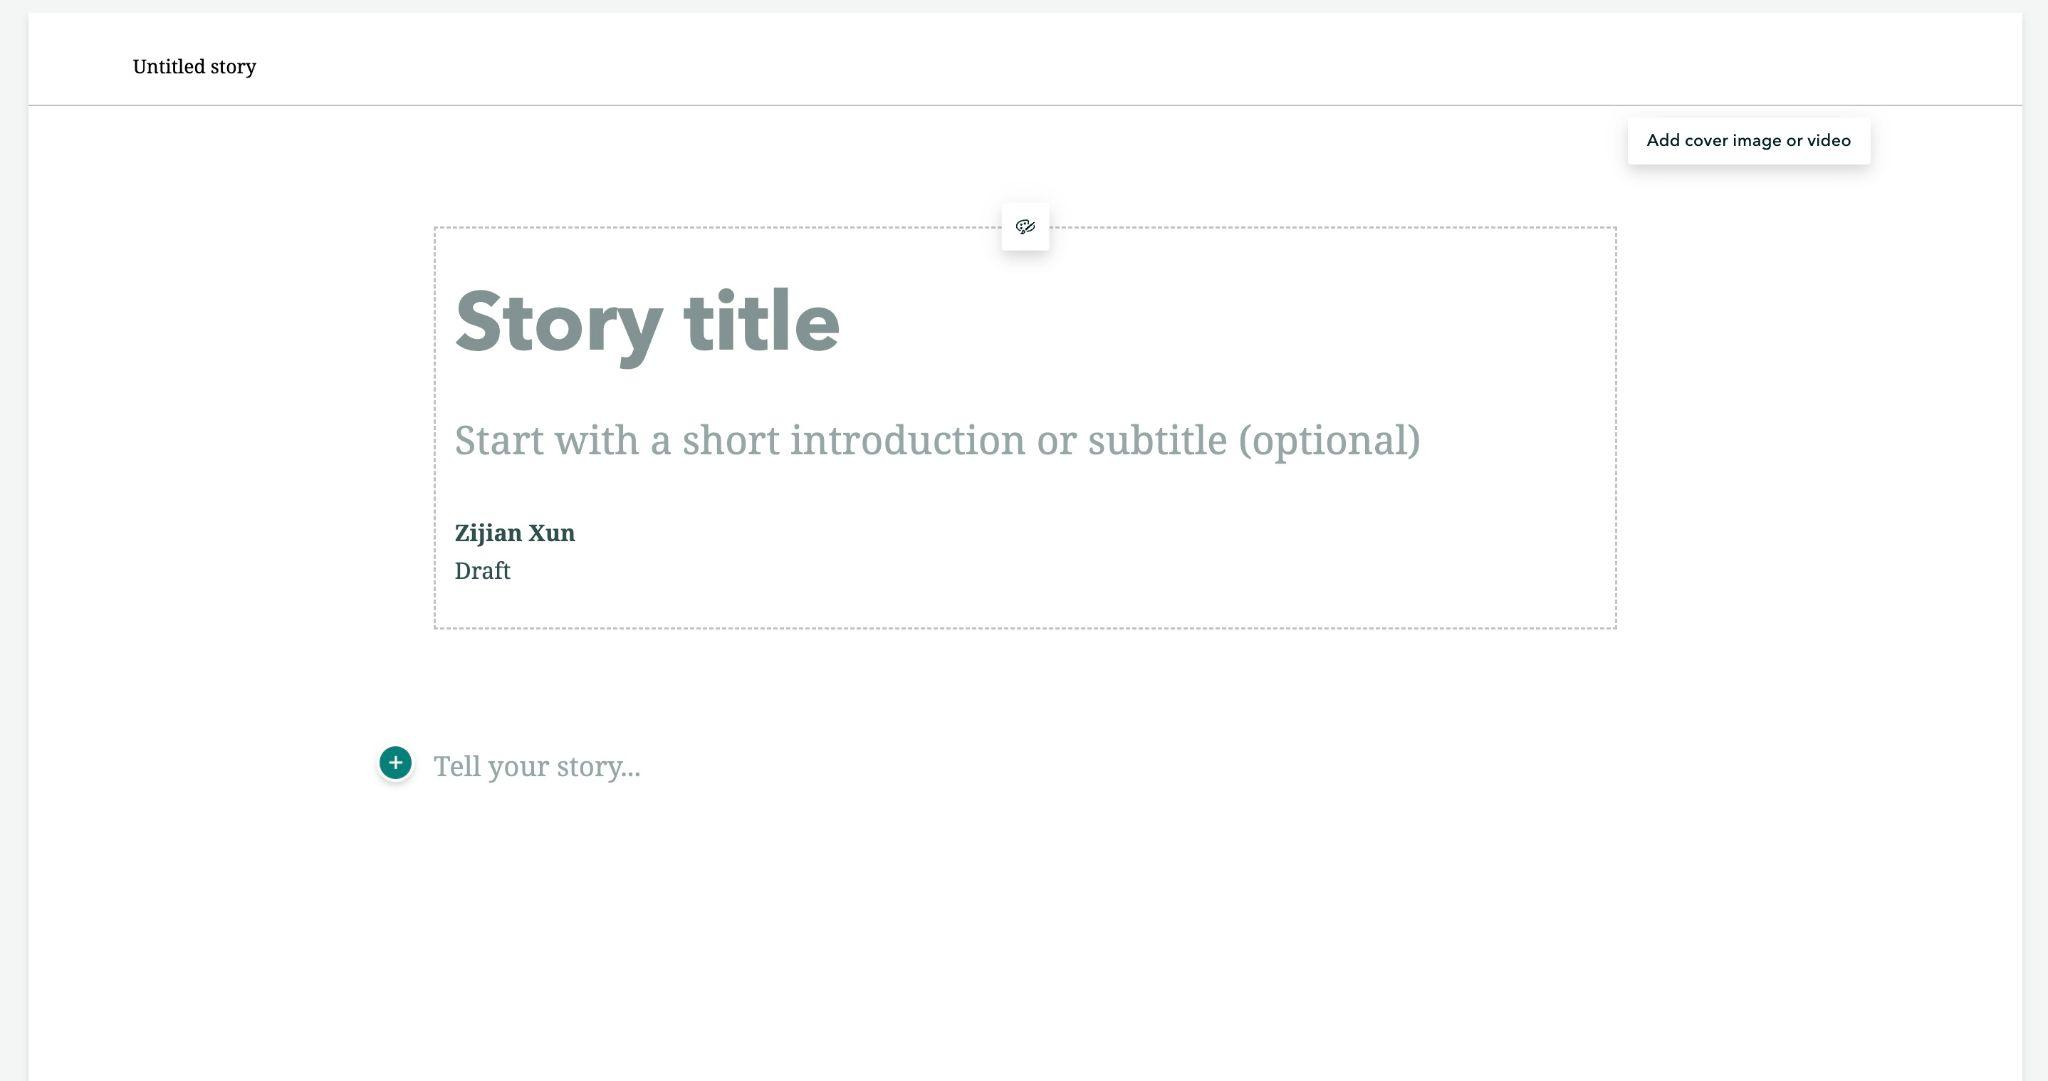 Untitled story
Add cover image or video
Story title
Start with a short introduction or subtitle (optional)
Zijian Xun
Draft
Tell your story...